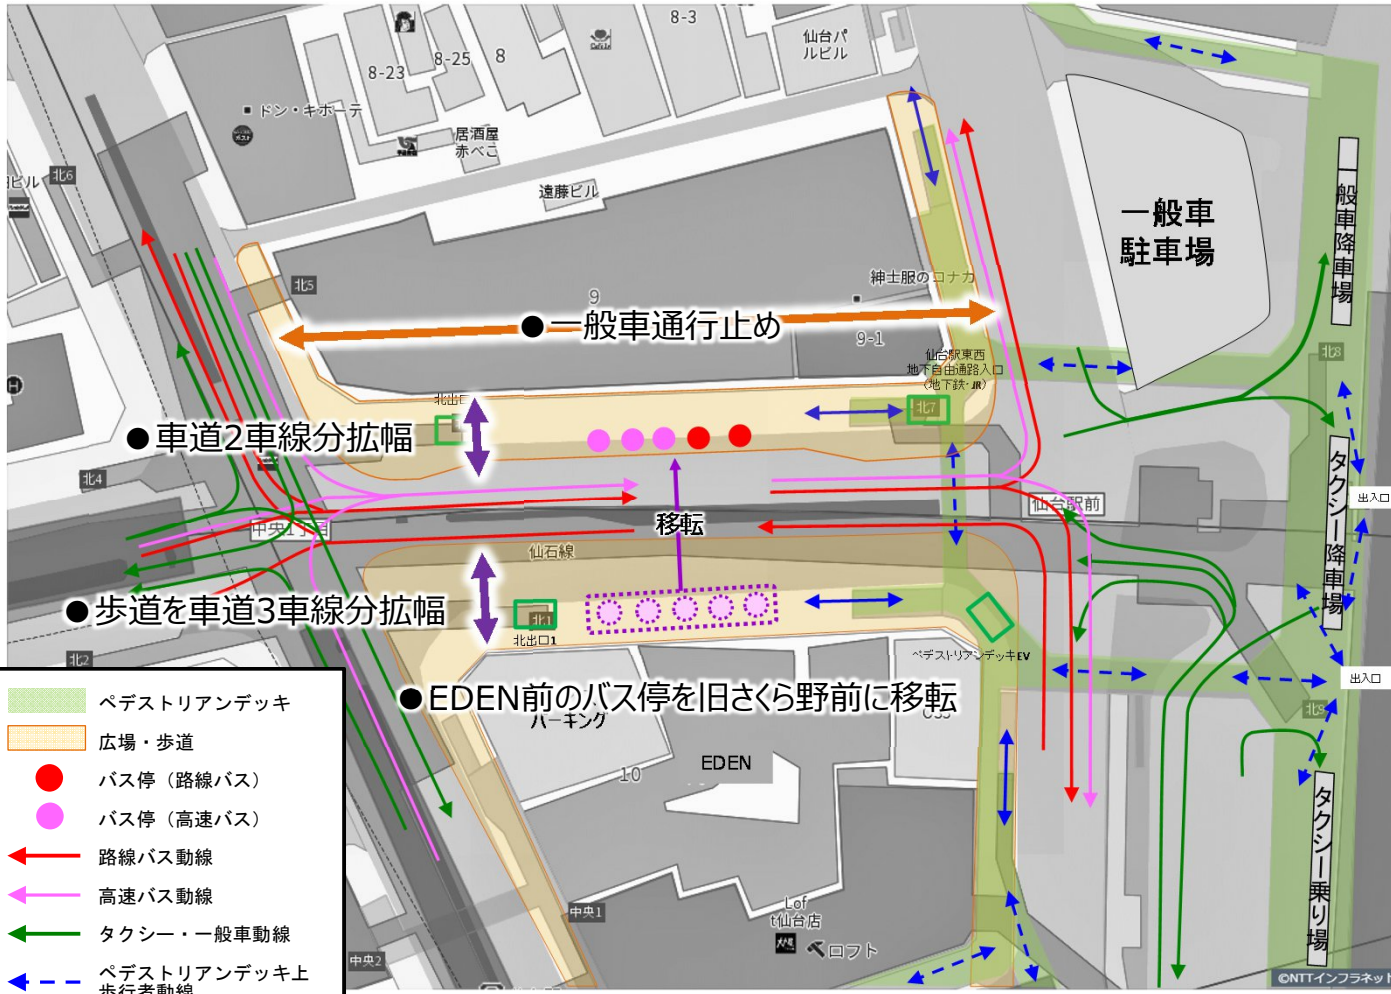 8-3
仙台パ
ルビル
8-23
8-25
8
ドン・キホーテ
居酒屋
赤べこ
遠藤ビル
北6
ビル
一般車
駐車場
一般車降車場
紳士服のコナカ
北5
9
●一般車通行止め
9-1
仙台駅東西
地下自由通路入口
(地下鉄・JR)
北8
北7
北出口
●車道2車線分拡幅
北4
タクシー降車場
出入口
中央1丁目
移転
仙台駅前
仙石線
●歩道を車道3車線分拡幅
北1
北出口1
北2
ペデストリアンデッキEV
出入口
●EDEN前のバス停を旧さくら野前に移転
パーキング
北9
EDEN
10
タクシー乗り場
Lof
t仙台店
ロフト
中央1
中央2
ペデストリアンデッキ
広場・歩道
バス停（路線バス）
バス停（高速バス）
路線バス動線
高速バス動線
タクシー・一般車動線
ペデストリアンデッキ上
歩行者動線
©NTTインフラネット